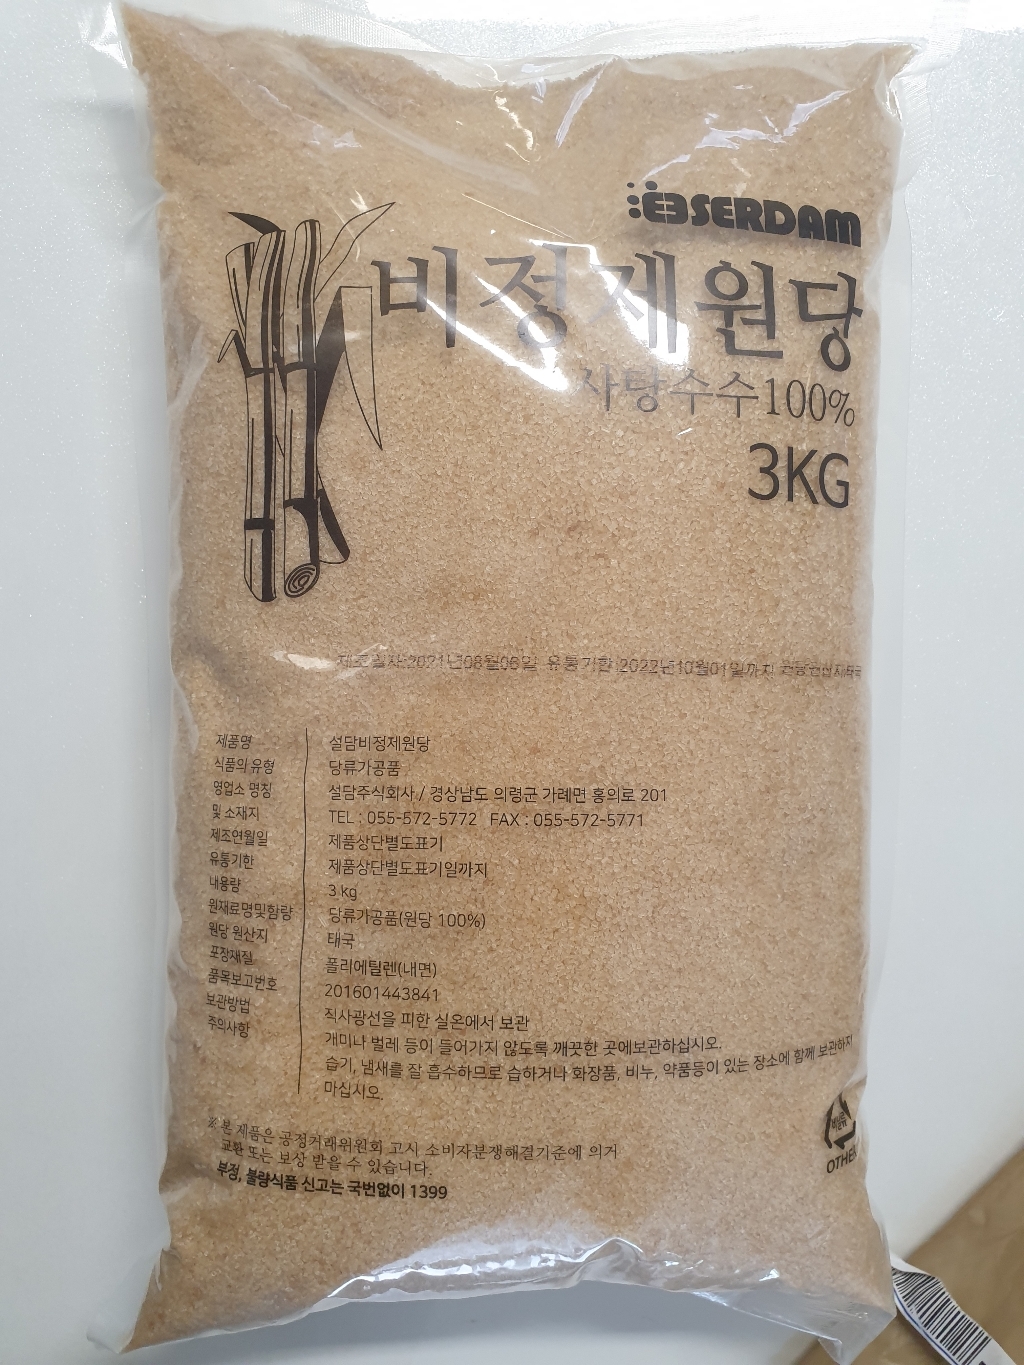 SERDAM
비정제원당
사탕수수100%
3KG
제조일자:2021년08월06일 유통기한:2022년10월01일까지 원당원산지:태국
제품명 설담비정제원당
식품의 유형 당류가공품
영업소 명칭 설담주식회사 / 경상남도 의령군 가례면 홍의로 201
및 소재지 TEL : 055-572-5772 FAX : 055-572-5771
제조연월일 제품상단별도표기
유통기한 제품상단별도표기일까지
내용량 3 kg
원재료명및함량 당류가공품(원당 100%)
원당 원산지 태국
포장재질 폴리에틸렌(내면)
품목보고번호 201601443841
보관방법 직사광선을 피한 실온에서 보관
주의사항 개미나 벌레 등이 들어가지 않도록 깨끗한 곳에보관하십시오.
습기, 냄새를 잘 흡수하므로 습하거나 화장품, 비누, 약품등이 있는 장소에 함께 보관하지
마십시오.
※ 본 제품은 공정거래위원회 고시 소비자분쟁해결기준에 의거
교환 또는 보상 받을 수 있습니다.
부정, 불량식품 신고는 국번없이 1399
비닐류
OTHER